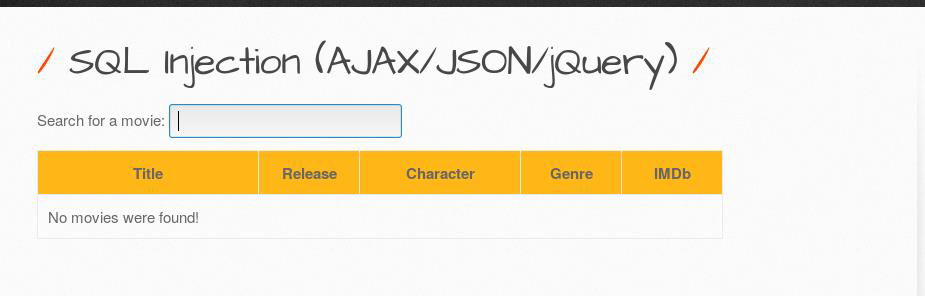 / SQL Injection (AJAX/JSON/jQuery) /
Search for a movie:
Title Release Character Genre IMDb
No movies were found!